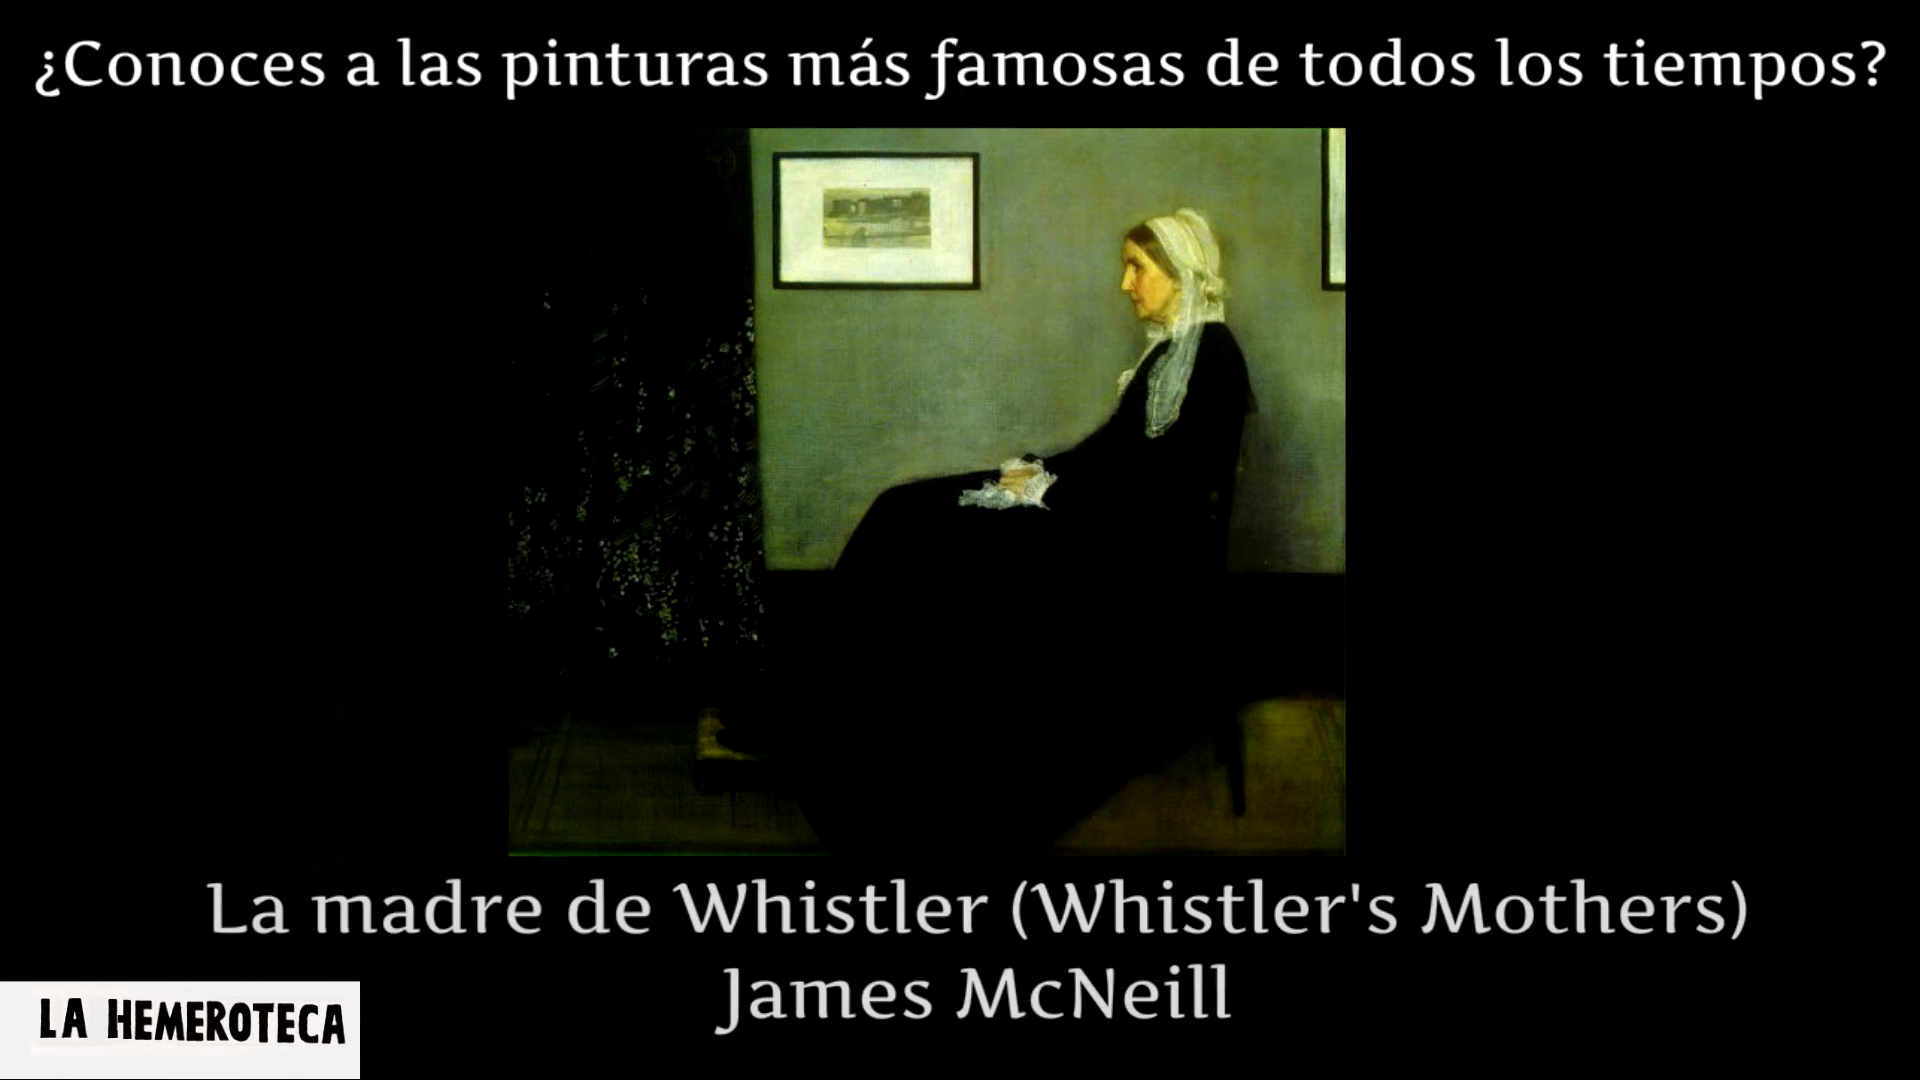 ¿Conoces a las pinturas más famosas de todos los tiempos?
La madre de Whistler (Whistler's Mothers)
James McNeill
LA HEMEROTECA